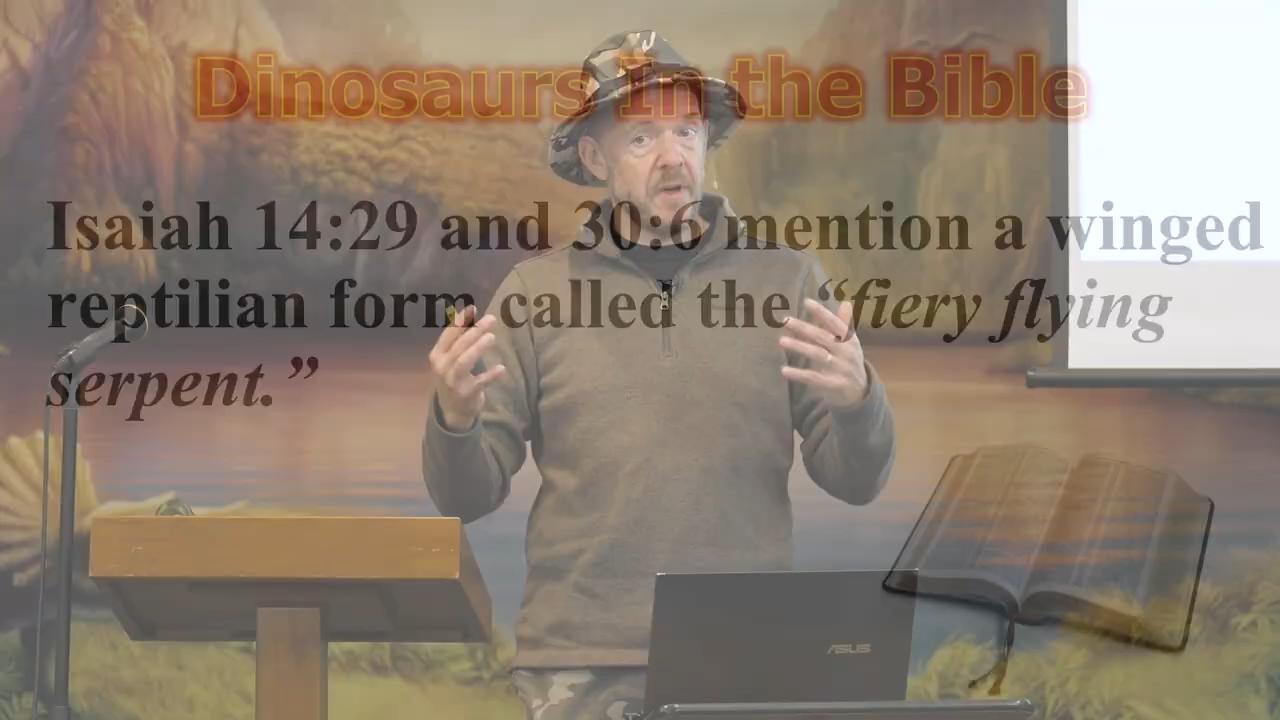 Dinosaurs In the Bible
Isaiah 14:29 and 30:6 mention a winged
reptilian form called the “fiery flying
serpent.”
ASUS